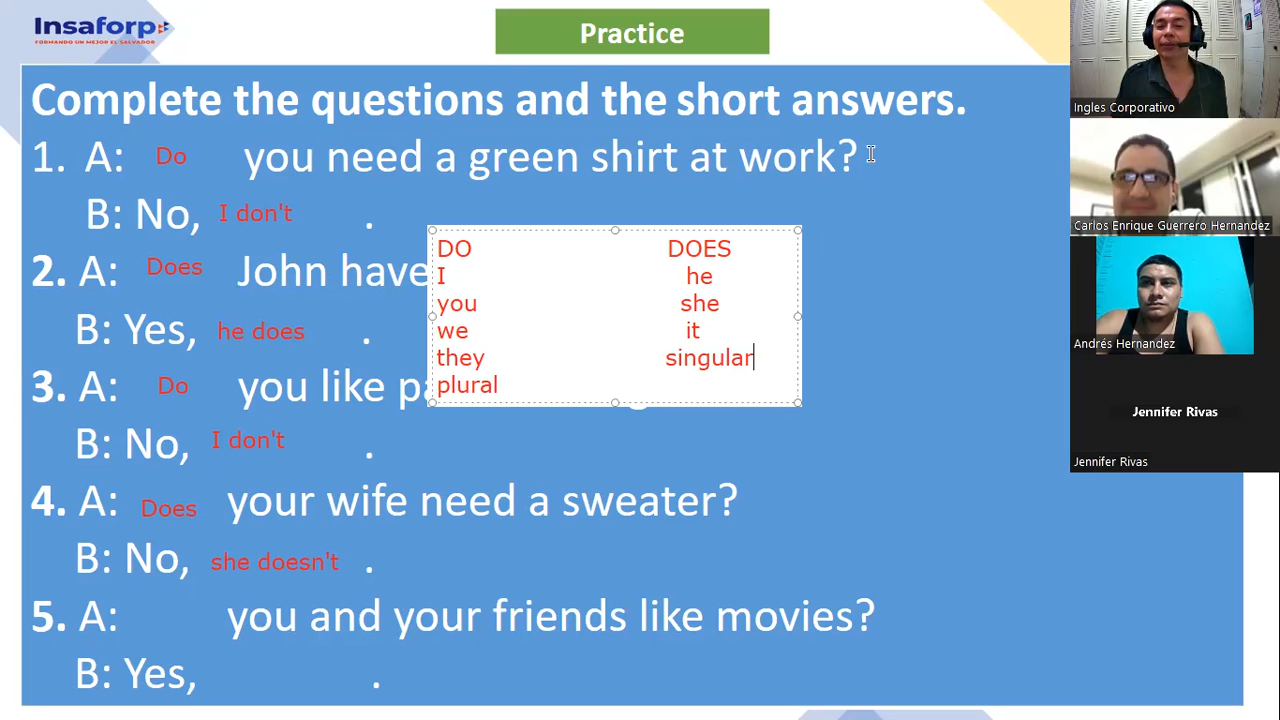 Insaforp
FORMANDO UN MEJOR EL SALVADOR
Practice
Complete the questions and the short answers.
1. A: Do you need a green shirt at work?
B: No, I don't .
2. A: Does John have
B: Yes, he does .
3. A: Do you like
B: No, I don't .
4. A: Does your wife need a sweater?
B: No, she doesn't .
5. A: you and your friends like movies?
B: Yes, .
DO DOES
I he
you she
we it
they singular
plural
Ingles Corporativo
Carlos Enrique Guerrero Hernandez
Andrés Hernandez
Jennifer Rivas
Jennifer Rivas